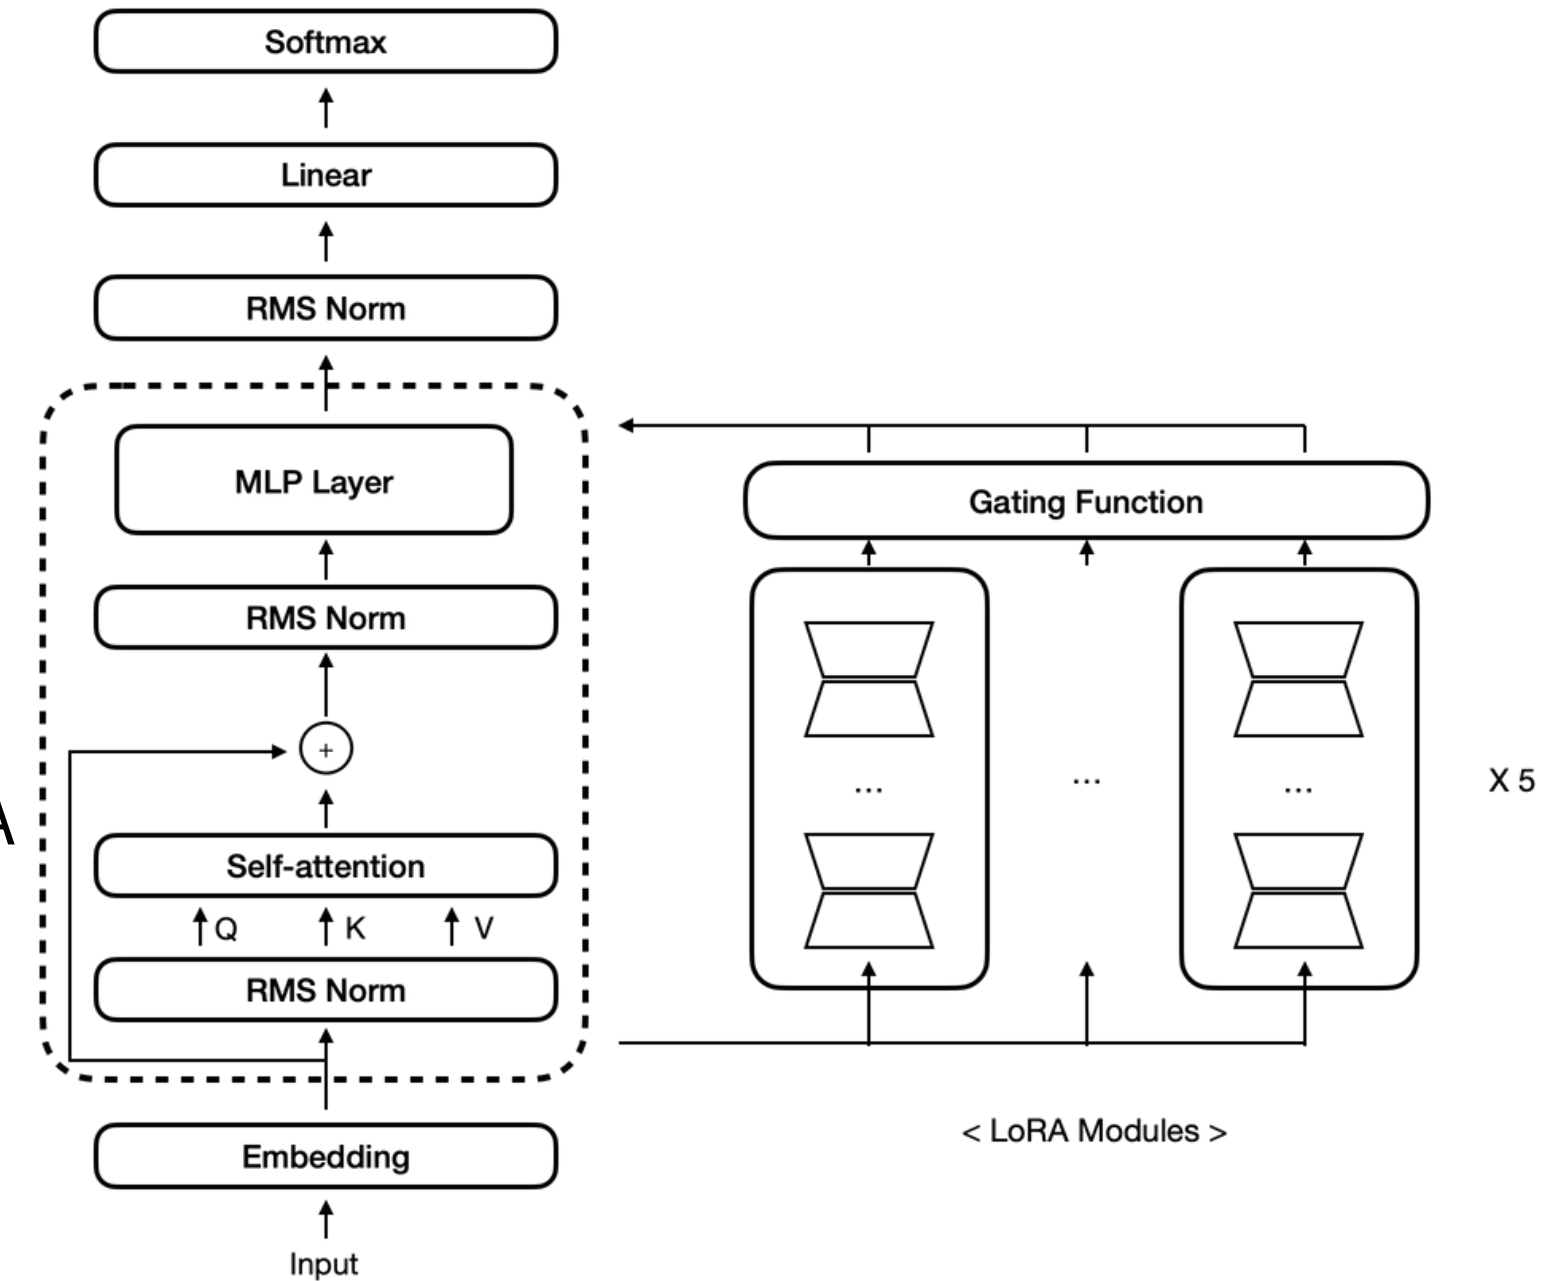 Softmax
Linear
RMS Norm
MLP Layer
RMS Norm
+
Self-attention
Q K V
RMS Norm
Embedding
Input
Gating Function
...
...
...
X 5
< LoRA Modules >
A